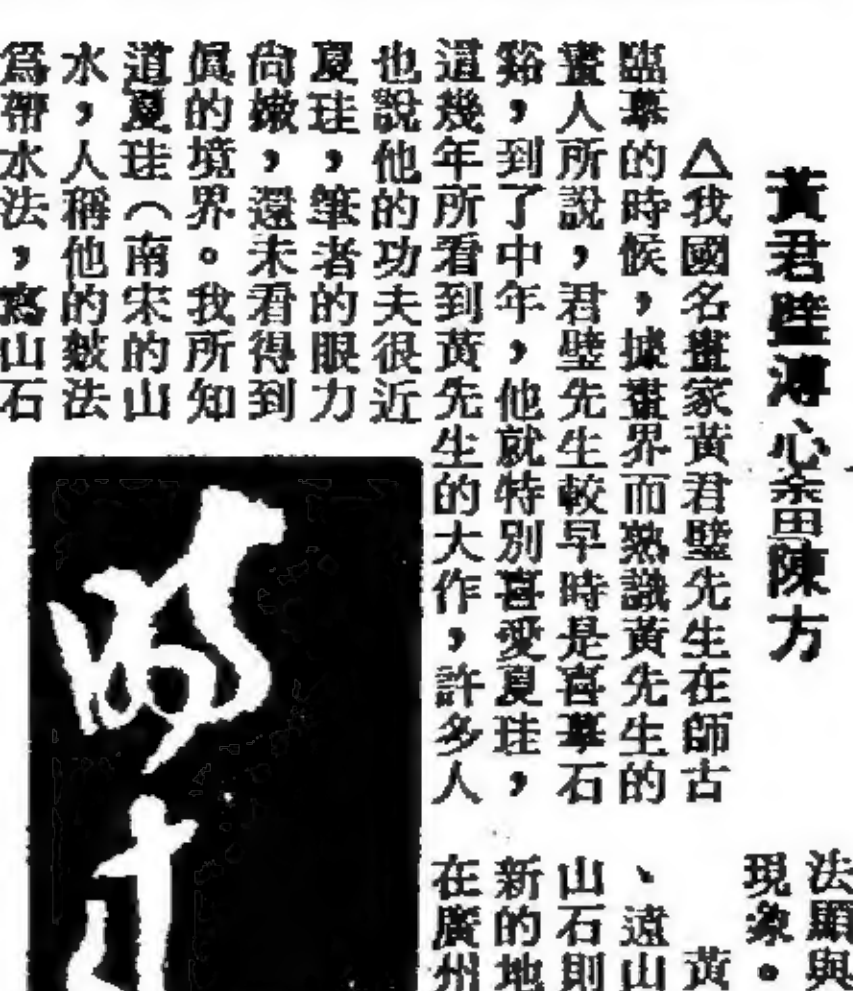 黃君璧溥心畬陳方
△我國名畫家黃君璧先生在師古
臨摹的時候，據畫界而熟識黃先生的
畫人所說，君璧先生較早時是喜摹石
谿，到了中年，他就特別喜愛夏珪，
這幾年所看到黃先生的大作，許多人
也說他的功夫很近
夏珪，筆者的眼力
尚嫩，還未看得到
眞的境界。我所知
道夏珪（南宋的山
水，人稱他的皴法
爲帶水法，寫山石
法顯與
現象。
黃
、遠山
山石則
新的地
在廣州